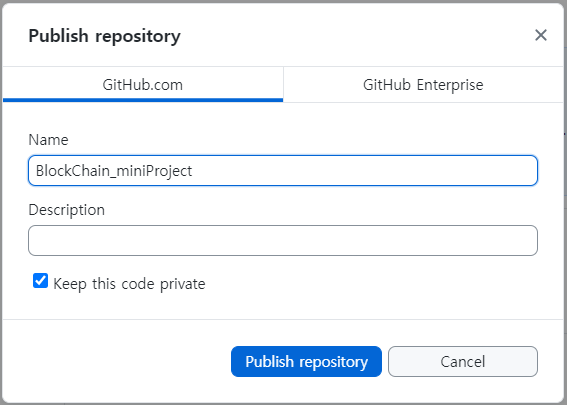 Publish repository
GitHub.com
GitHub Enterprise
Name
BlockChain_miniProject
Description
Keep this code private
Publish repository
Cancel